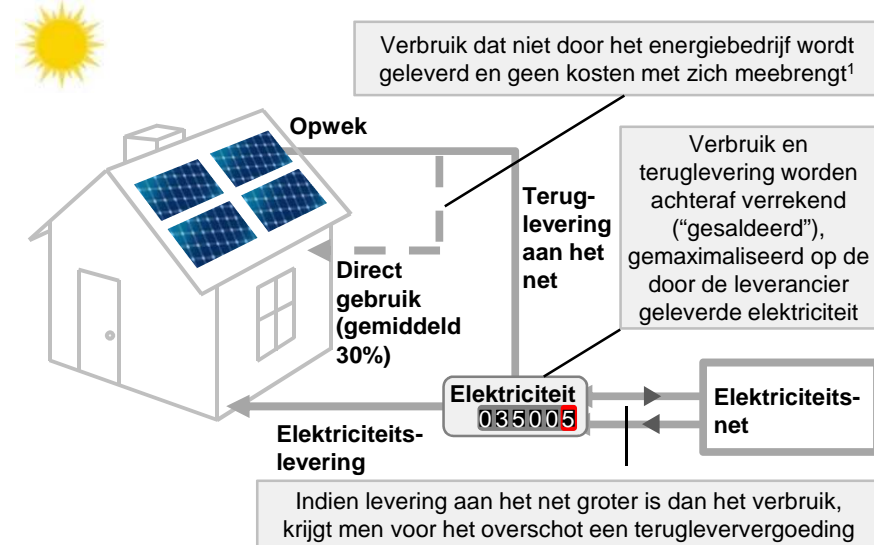 Verbruik dat niet door het energiebedrijf wordt
geleverd en geen kosten met zich meebrengt¹
Opwek
Verbruik en
teruglevering worden
achteraf verrekend
(“gesaldeerd”),
gemaximaliseerd op de
door de leverancier
geleverde elektriciteit
Terug-
levering
aan het
net
Direct
gebruik
(gemiddeld
30%)
Elektriciteit
035005
Elektriciteits-
net
Elektriciteits-
levering
Indien levering aan het net groter is dan het verbruik,
krijgt men voor het overschot een terugleververgoeding